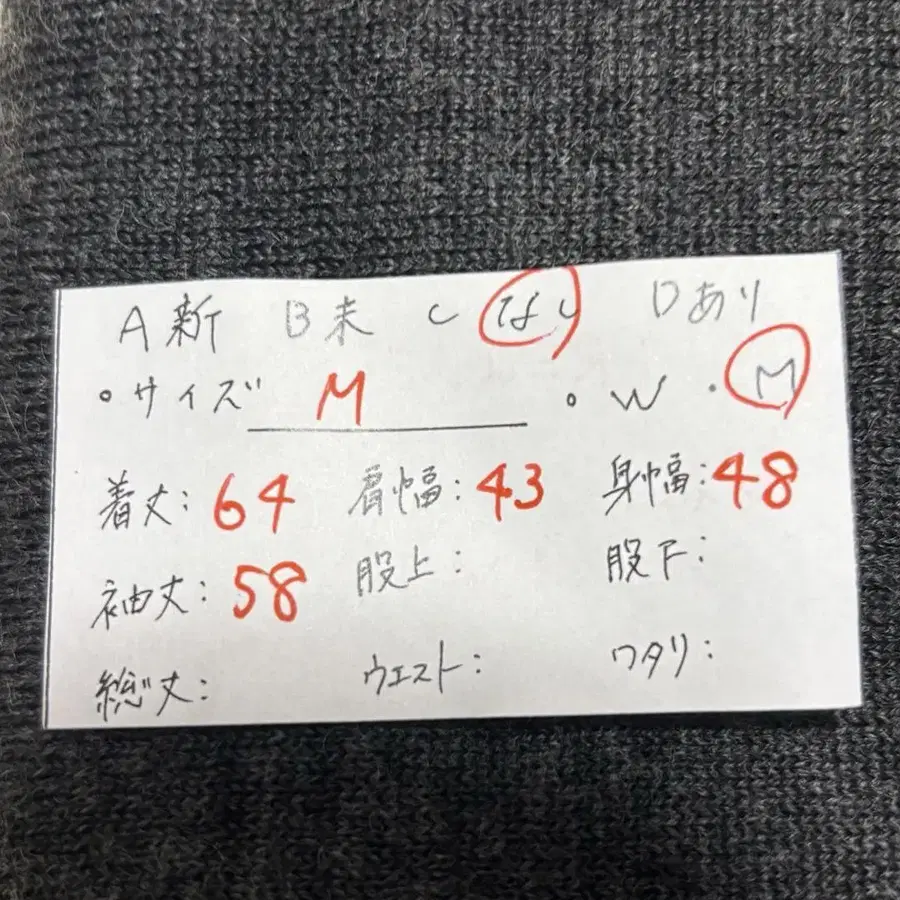 A新 B未 C なし Dあり
・サイズ M ・W ・M
着丈:64 肩幅:43 身幅:48
袖丈:58 股上: 股下:
総丈: ウエスト: ワタリ: